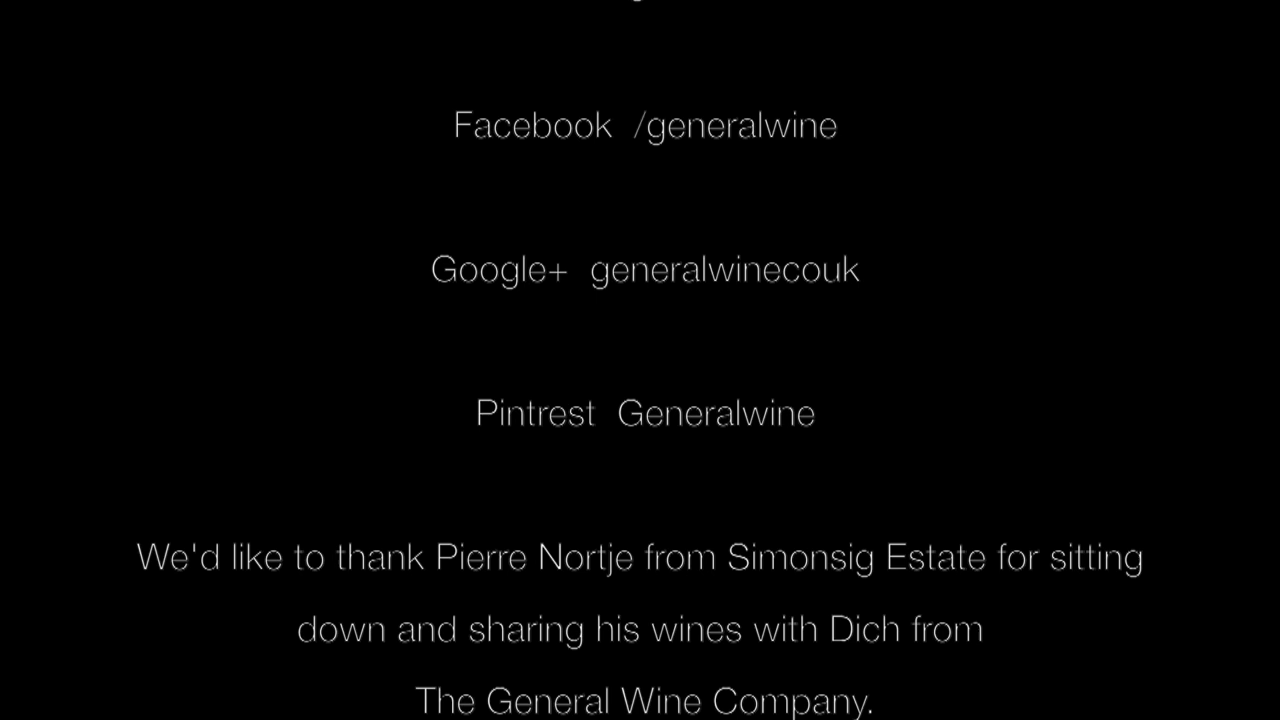 Facebook /generalwine
Google+ generalwinecouk
Pintrest Generalwine
We'd like to thank Pierre Nortje from Simonsig Estate for sitting
down and sharing his wines with Dich from
The General Wine Company.